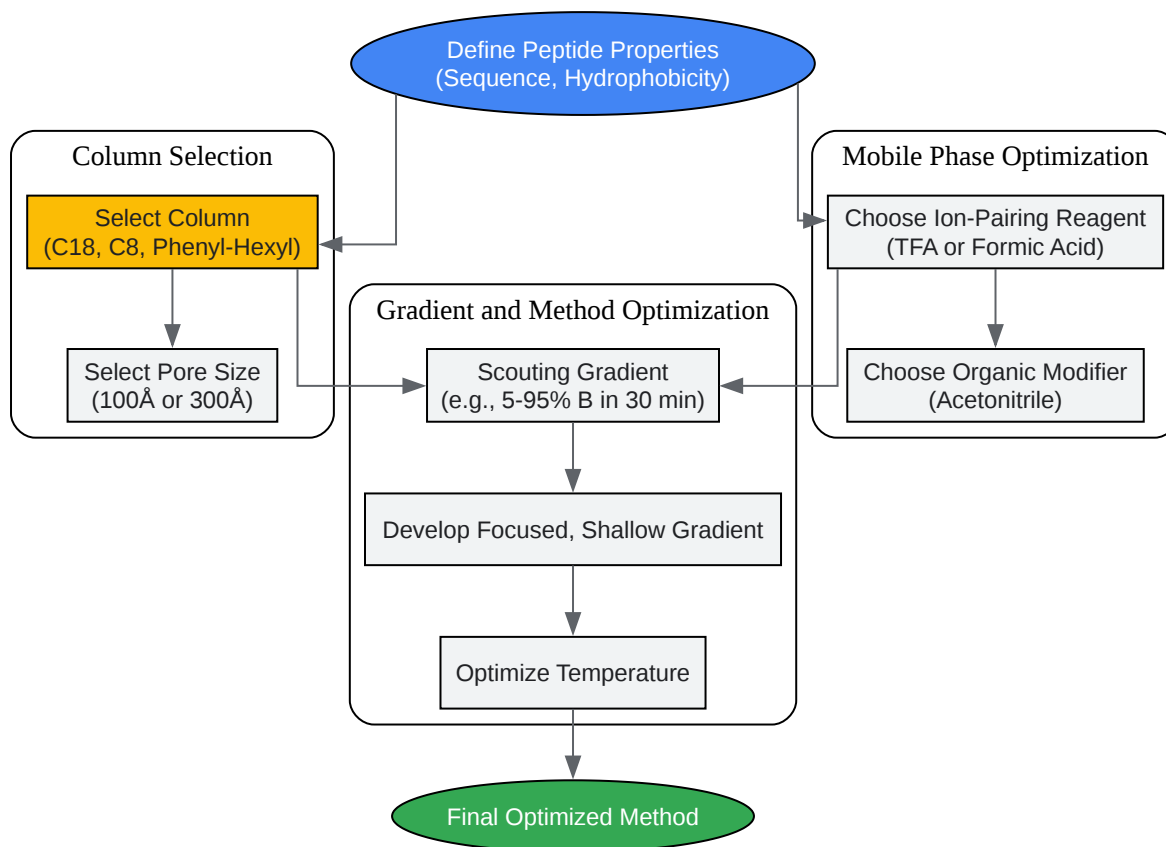 Define Peptide Properties
(Sequence, Hydrophobicity)
Column Selection
Select Column
(C18, C8, Phenyl-Hexyl)
Select Pore Size
(100Å or 300Å)
Mobile Phase Optimization
Choose Ion-Pairing Reagent
(TFA or Formic Acid)
Choose Organic Modifier
(Acetonitrile)
Gradient and Method Optimization
Scouting Gradient
(e.g., 5-95% B in 30 min)
Develop Focused, Shallow Gradient
Optimize Temperature
Final Optimized Method